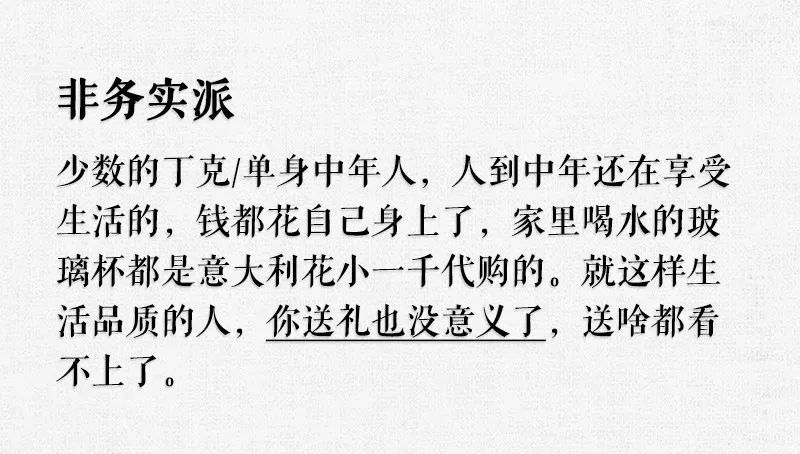 非务实派
少数的丁克/单身中年人，人到中年还在享受
生活的，钱都花自己身上了，家里喝水的玻
璃杯都是意大利花小一千代购的。就这样生
活品质的人，你送礼也没意义了，送啥都看
不上了。